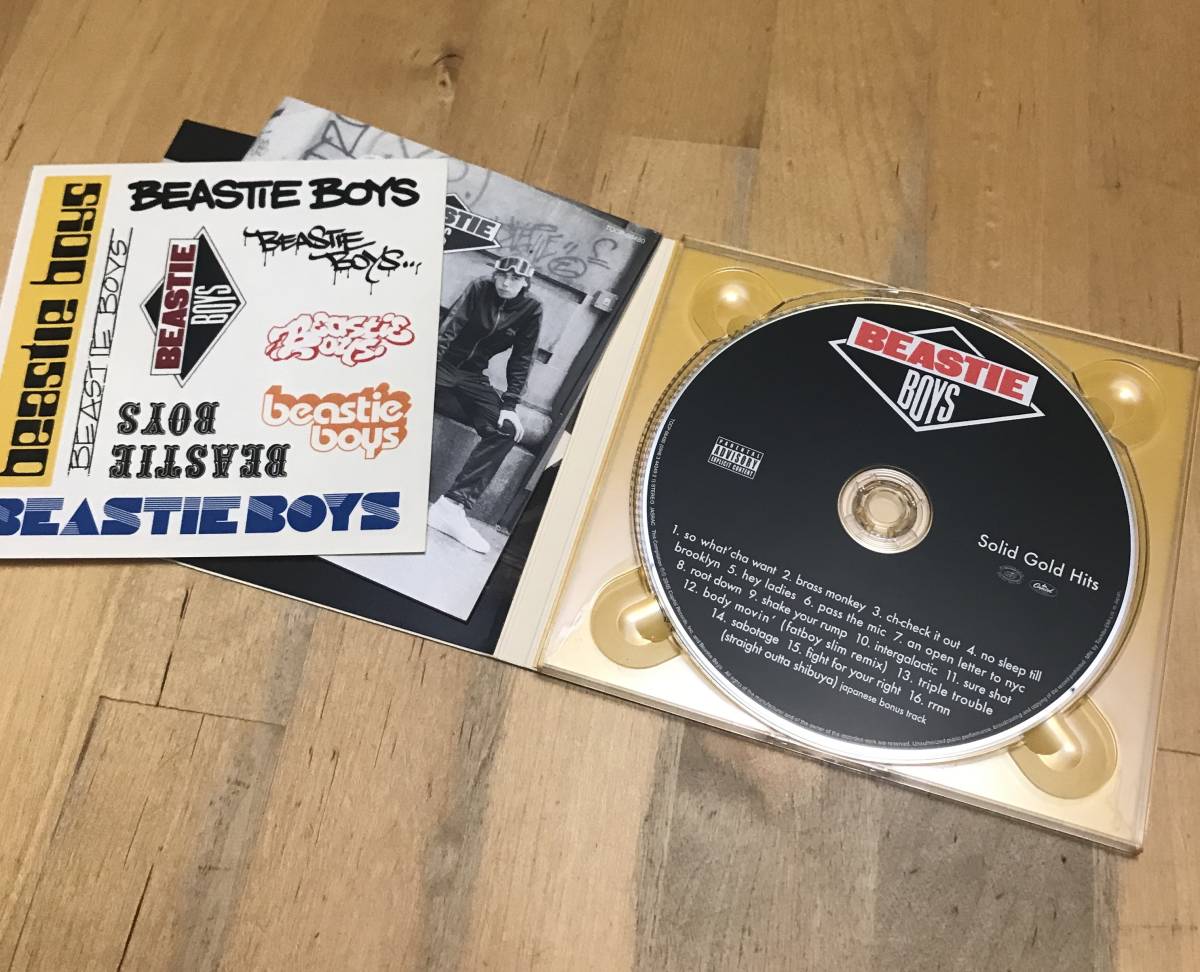 BEASTIE BOYS
beastie boys
BEASTIE BOYS
BEASTIE
BOYS
BEASTIE
BOYS...
Beastie
Boys
beastie
boys
BEASTIE
BOYS
BEASTIE BOYS
BEASTIE
BOYS
PARENTAL
ADVISORY
EXPLICIT CONTENT
Solid Gold Hits
Capitol
1. so what'cha want 2. brass monkey 3. ch-check it out 4. no sleep till
brooklyn 5. hey ladies 6. pass the mic 7. an open letter to nyc
8. root down 9. shake your rump 10. intergalactic 11. sure shot
12. body movin' (fatboy slim remix) 13. triple trouble
14. sabotage 15. fight for your right 16. rrnn
(straight outta shibuya) japanese bonus track